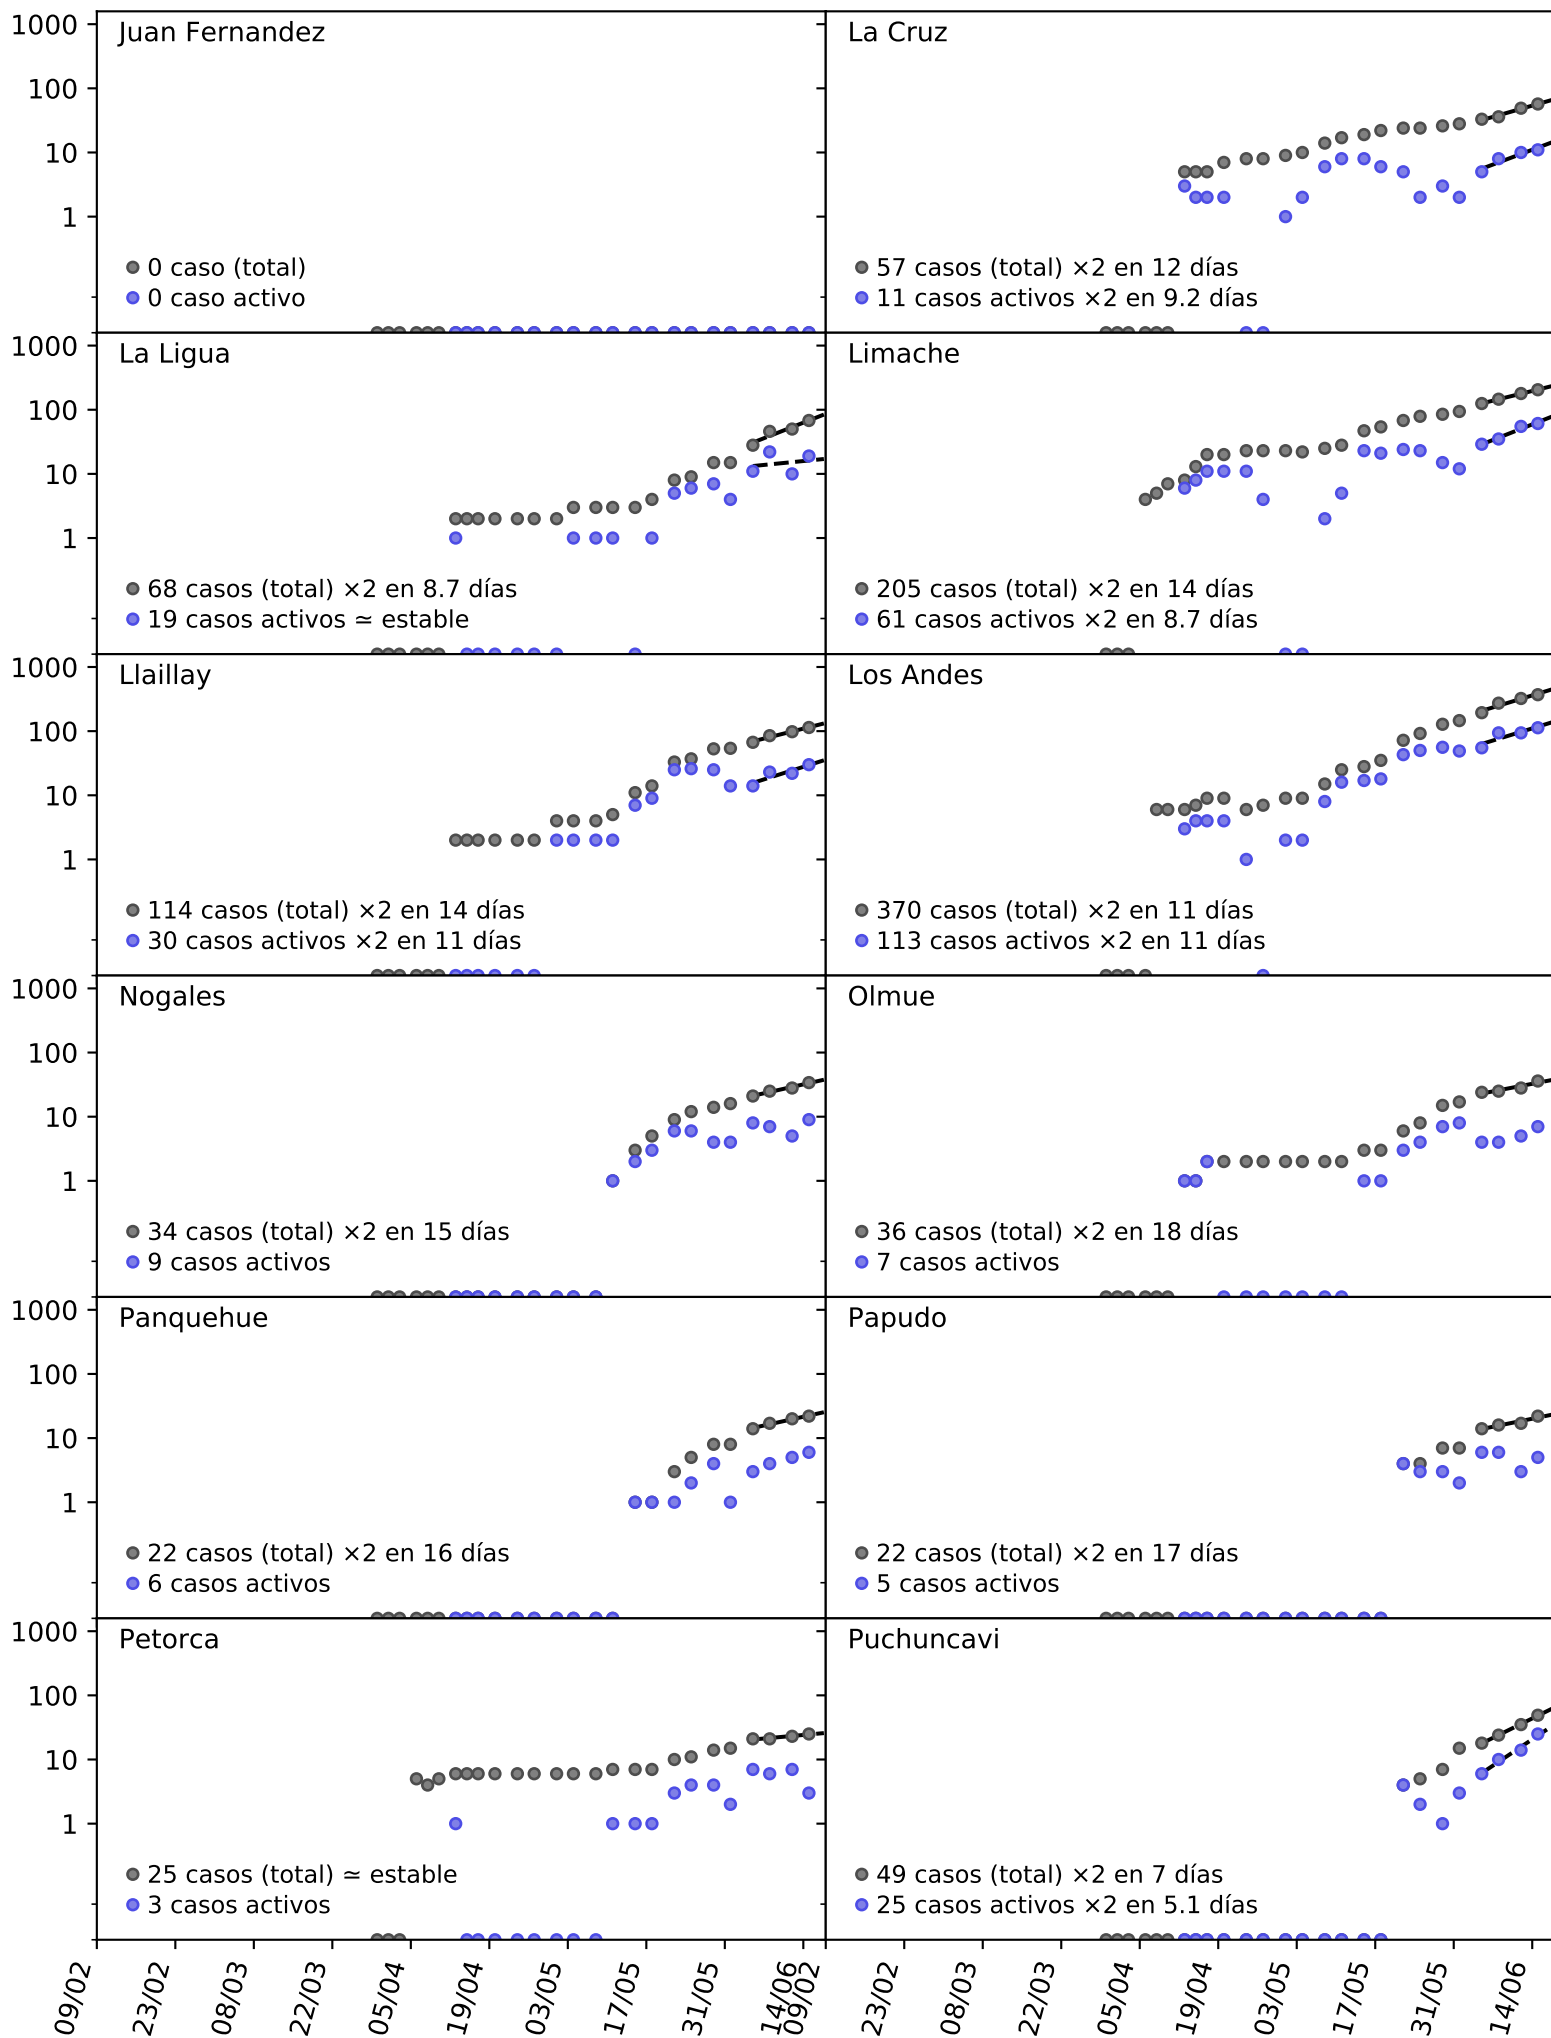 1000
100
10
1
Juan Fernandez
0 caso (total)
0 caso activo
La Cruz
57 casos (total) ×2 en 12 días
11 casos activos ×2 en 9.2 días
1000
100
10
1
La Ligua
68 casos (total) ×2 en 8.7 días
19 casos activos ≃ estable
Limache
205 casos (total) ×2 en 14 días
61 casos activos ×2 en 8.7 días
1000
100
10
1
Llaillay
114 casos (total) ×2 en 14 días
30 casos activos ×2 en 11 días
Los Andes
370 casos (total) ×2 en 11 días
113 casos activos ×2 en 11 días
1000
100
10
1
Nogales
34 casos (total) ×2 en 15 días
9 casos activos
Olmue
36 casos (total) ×2 en 18 días
7 casos activos
1000
100
10
1
Panquehue
22 casos (total) ×2 en 16 días
6 casos activos
Papudo
22 casos (total) ×2 en 17 días
5 casos activos
1000
100
10
1
Petorca
25 casos (total) ≃ estable
3 casos activos
Puchuncavi
49 casos (total) ×2 en 7 días
25 casos activos ×2 en 5.1 días
09/02
23/02
08/03
22/03
05/04
19/04
03/05
17/05
31/05
14/06
09/02
23/02
08/03
22/03
05/04
19/04
03/05
17/05
31/05
14/06